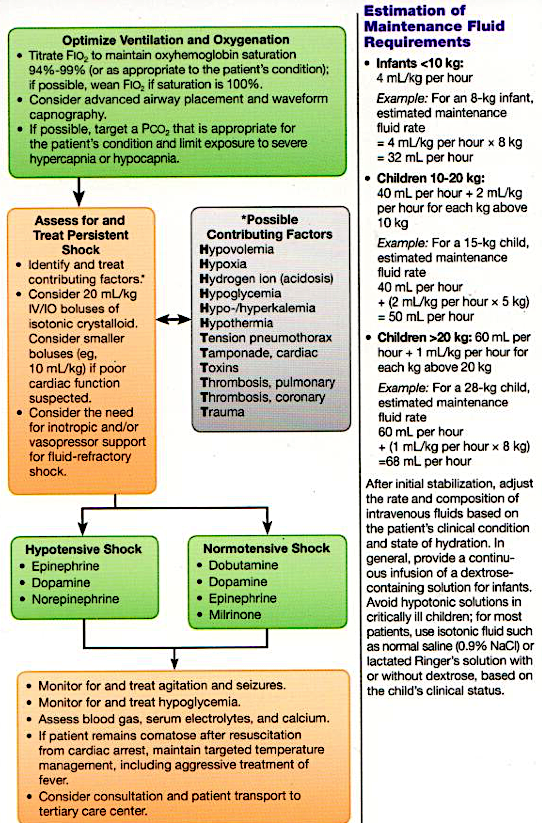 Optimize Ventilation and Oxygenation
• Titrate FIO2 to maintain oxyhemoglobin saturation
94%-99% (or as appropriate to the patient's condition);
if possible, wean FIO2 if saturation is 100%.
• Consider advanced airway placement and waveform
capnography.
• If possible, target a PCO2 that is appropriate for
the patient's condition and limit exposure to severe
hypercapnia or hypocapnia.
Assess for and
Treat Persistent
Shock
• Identify and treat
contributing factors.*
• Consider 20 mL/kg
IV/IO boluses of
isotonic crystalloid.
Consider smaller
boluses (eg,
10 mL/kg) if poor
cardiac function
suspected.
• Consider the need
for inotropic and/or
vasopressor support
for fluid-refractory
shock.
*Possible
Contributing Factors
Hypovolemia
Hypoxia
Hydrogen ion (acidosis)
Hypoglycemia
Hypo-/hyperkalemia
Hypothermia
Tension pneumothorax
Tamponade, cardiac
Toxins
Thrombosis, pulmonary
Thrombosis, coronary
Trauma
Hypotensive Shock
• Epinephrine
• Dopamine
• Norepinephrine
Normotensive Shock
• Dobutamine
• Dopamine
• Epinephrine
• Milrinone
• Monitor for and treat agitation and seizures.
• Monitor for and treat hypoglycemia.
• Assess blood gas, serum electrolytes, and calcium.
• If patient remains comatose after resuscitation
from cardiac arrest, maintain targeted temperature
management, including aggressive treatment of
fever.
• Consider consultation and patient transport to
tertiary care center.
Estimation of
Maintenance Fluid
Requirements
• Infants <10 kg:
4 mL/kg per hour
Example: For an 8-kg infant,
estimated maintenance
fluid rate
= 4 mL/kg per hour × 8 kg
= 32 mL per hour
• Children 10-20 kg:
40 mL per hour + 2 mL/kg
per hour for each kg above
10 kg
Example: For a 15-kg child,
estimated maintenance
fluid rate
40 mL per hour
+ (2 mL/kg per hour × 5 kg)
= 50 mL per hour
• Children >20 kg: 60 mL per
hour + 1 mL/kg per hour for
each kg above 20 kg
Example: For a 28-kg child,
estimated maintenance
fluid rate
60 mL per hour
+ (1 mL/kg per hour × 8 kg)
=68 mL per hour
After initial stabilization, adjust
the rate and composition of
intravenous fluids based on
the patient's clinical condition
and state of hydration. In
general, provide a continu-
ous infusion of a dextrose-
containing solution for infants.
Avoid hypotonic solutions in
critically ill children; for most
patients, use isotonic fluid such
as normal saline (0.9% NaCl) or
lactated Ringer's solution with
or without dextrose, based on
the child's clinical status.